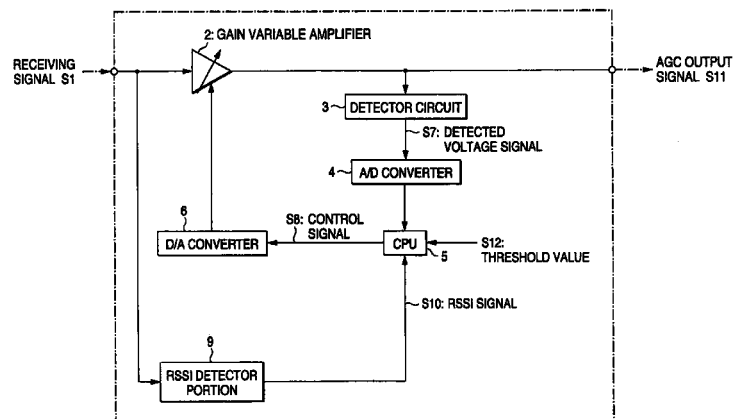 2: GAIN VARIABLE AMPLIFIER
RECEIVING
SIGNAL S1
AGC OUTPUT
SIGNAL S11
3
DETECTOR CIRCUIT
S7: DETECTED
VOLTAGE SIGNAL
4
A/D CONVERTER
6
D/A CONVERTER
S8: CONTROL
SIGNAL
CPU
5
S12:
THRESHOLD VALUE
S10: RSSI SIGNAL
9
RSSI DETECTOR
PORTION